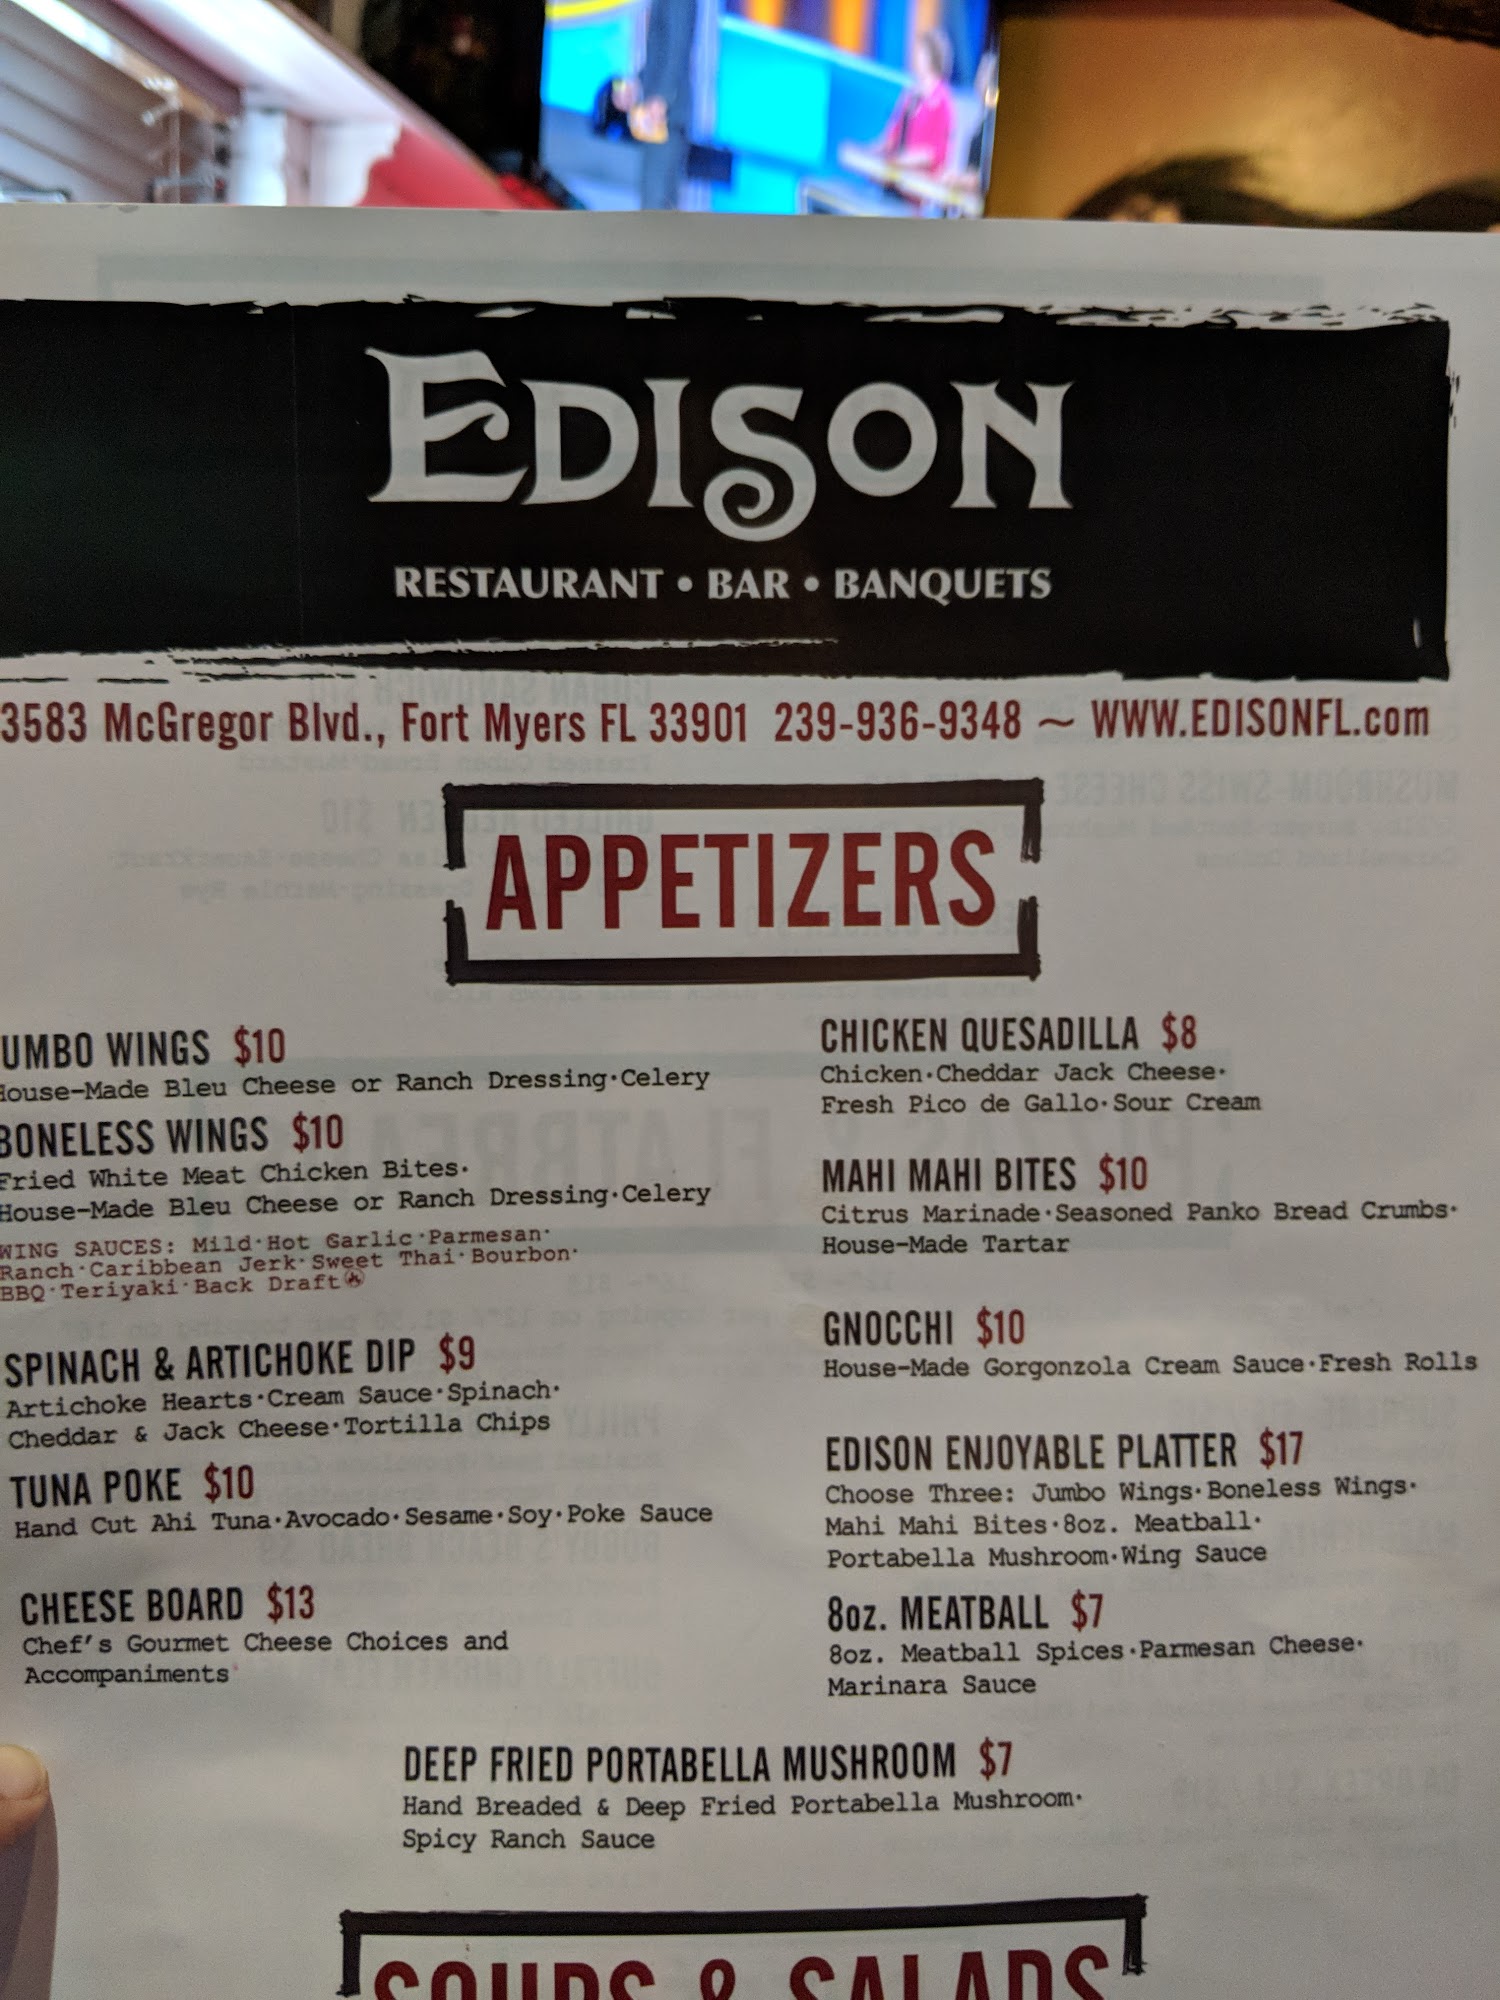 EDISON
RESTAURANT • BAR • BANQUETS
3583 McGregor Blvd., Fort Myers FL 33901 239-936-9348 ~ WWW.EDISONFL.com
APPETIZERS
UMBO WINGS $10
House-Made Bleu Cheese or Ranch Dressing·Celery
BONELESS WINGS $10
Fried White Meat Chicken Bites·
House-Made Bleu Cheese or Ranch Dressing·Celery
WING SAUCES: Mild·Hot Garlic·Parmesan·
Ranch·Caribbean Jerk·Sweet Thai·Bourbon·
BBQ·Teriyaki·Back Draft
SPINACH & ARTICHOKE DIP $9
Artichoke Hearts·Cream Sauce·Spinach·
Cheddar & Jack Cheese·Tortilla Chips
TUNA POKE $10
Hand Cut Ahi Tuna·Avocado·Sesame·Soy·Poke Sauce
CHEESE BOARD $13
Chef's Gourmet Cheese Choices and
Accompaniments
CHICKEN QUESADILLA $8
Chicken·Cheddar Jack Cheese·
Fresh Pico de Gallo·Sour Cream
MAHI MAHI BITES $10
Citrus Marinade·Seasoned Panko Bread Crumbs·
House-Made Tartar
GNOCCHI $10
House-Made Gorgonzola Cream Sauce·Fresh Rolls
EDISON ENJOYABLE PLATTER $17
Choose Three: Jumbo Wings·Boneless Wings·
Mahi Mahi Bites·8oz. Meatball·
Portabella Mushroom·Wing Sauce
8oz. MEATBALL $7
8oz. Meatball Spices·Parmesan Cheese·
Marinara Sauce
DEEP FRIED PORTABELLA MUSHROOM $7
Hand Breaded & Deep Fried Portabella Mushroom·
Spicy Ranch Sauce
SOUPS & SALADS